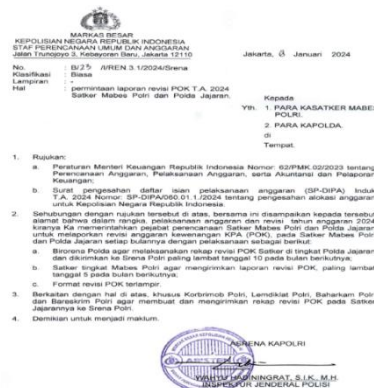 MARKAS BESAR
KEPOLISIAN NEGARA REPUBLIK INDONESIA
STAF PERENCANAAN UMUM DAN ANGGARAN
Jalan Trunojoyo 3, Kebayoran Baru, Jakarta 12110
Jakarta, 8 Januari 2024
No. : B/23 /I/REN 3.1/2024/Srena
Klasifikasi : Biasa
Lampiran : -
Hal : permintaan laporan revisi POK T.A. 2024
Satker Mabes Polri dan Polda Jajaran.
Kepada
Yth. 1. PARA KASATKER MABES
POLRI.
2. PARA KAPOLDA.
di
Tempat.
1. Rujukan:
a. Peraturan Menteri Keuangan Republik Indonesia Nomor: 62/PMK.02/2023 tentang
Perencanaan Anggaran, Pelaksanaan Anggaran, serta Akuntansi dan Pelaporan
Keuangan;
b. Surat pengesahan daftar isian pelaksanaan anggaran (SP-DIPA) Induk
T.A. 2024 Nomor: SP-DIPA/060.01.1./2024 tentang pengesahan alokasi anggaran
untuk Kepolisian Negara Republik Indonesia.
2. Sehubungan dengan rujukan tersebut di atas, bersama ini disampaikan kepada tersebut
alamat bahwa dalam rangka, pelaksanaan anggaran dan revisi tahun anggaran 2024
kiranya Ka memerintahkan pejabat perencanaan Satker Mabes Polri dan Polda Jajaran
untuk melaporkan revisi anggaran kewenangan KPA (POK), pada Satker Mabes Polri
dan Polda Jajaran setiap bulannya dengan pelaksanaan sebagai berikut:
a. Birorena Polda agar melaksanakan rekap revisi POK Satker di tingkat Polda Jajaran
dan dikirimkan ke Srena Polri paling lambat tanggal 10 pada bulan berikutnya;
b. Satker tingkat Mabes Polri agar mengirimkan laporan revisi POK, paling lambat
tanggal 5 pada bulan berikutnya;
c. Format revisi POK terlampir.
3. Berkaitan dengan hal di atas, khusus Korbrimob Polri, Lemdiklat Polri, Baharkam Polri
dan Bareskrim Polri agar membuat dan mengirimkan rekap revisi POK pada Satker
Jajarannya ke Srena Polri.
4. Demikian untuk menjadi maklum.
ASRENA KAPOLRI
WAHYU HADININGRAT, S.I.K., M.H.
INSPEKTUR JENDERAL POLISI